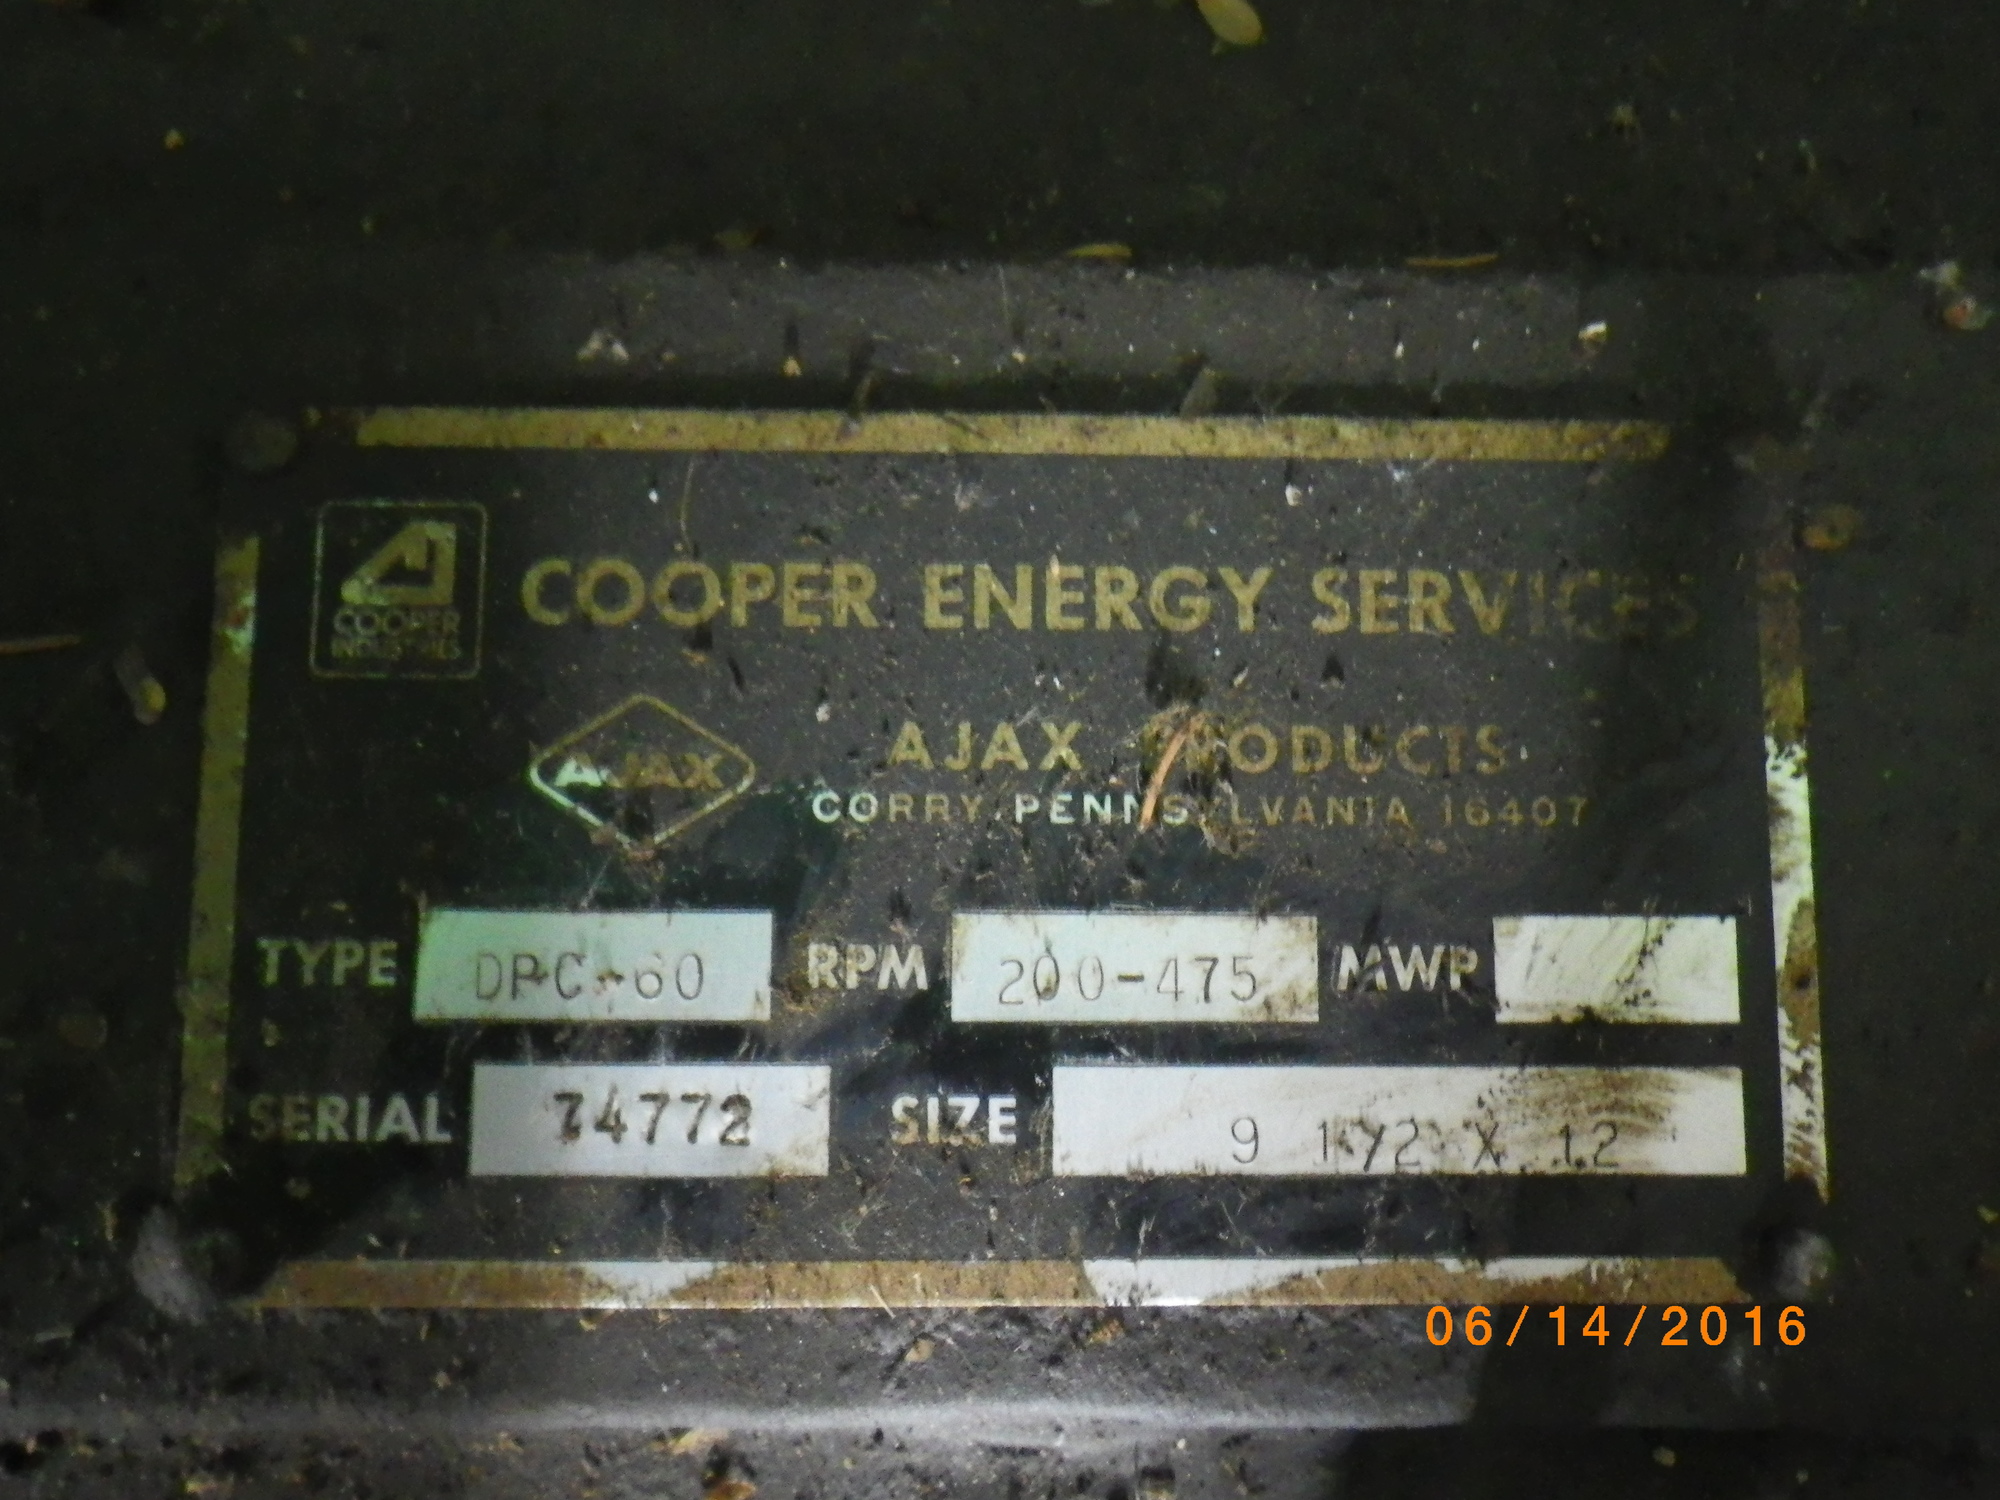 COOPER
INDUSTRIES
COOPER ENERGY SERVICES
AJAX
AJAX PRODUCTS
CORRY, PENNSYLVANIA 16407
TYPE DPC-60 RPM 200-475 MWP
SERIAL 74772 SIZE 9 1/2 X 12
06/14/2016